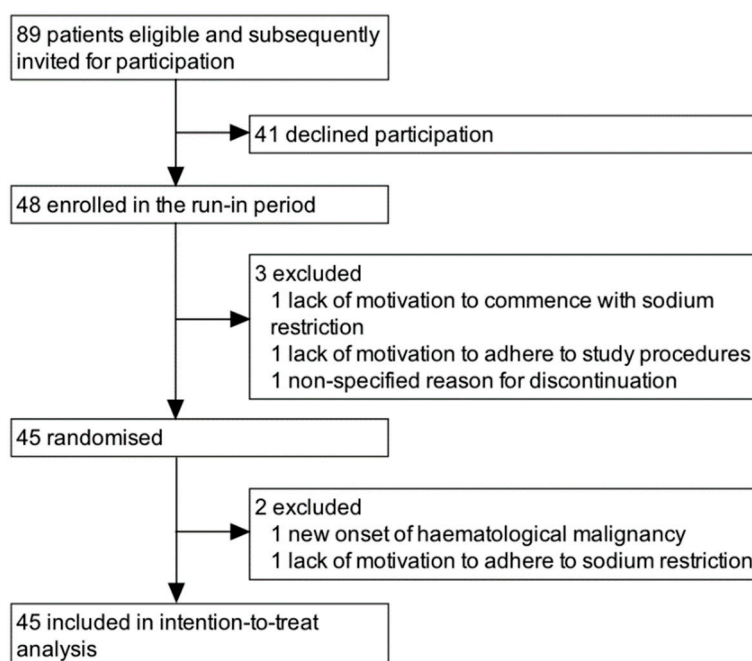 89 patients eligible and subsequently
invited for participation
41 declined participation
48 enrolled in the run-in period
3 excluded
1 lack of motivation to commence with sodium
restriction
1 lack of motivation to adhere to study procedures
1 non-specified reason for discontinuation
45 randomised
2 excluded
1 new onset of haematological malignancy
1 lack of motivation to adhere to sodium restriction
45 included in intention-to-treat
analysis